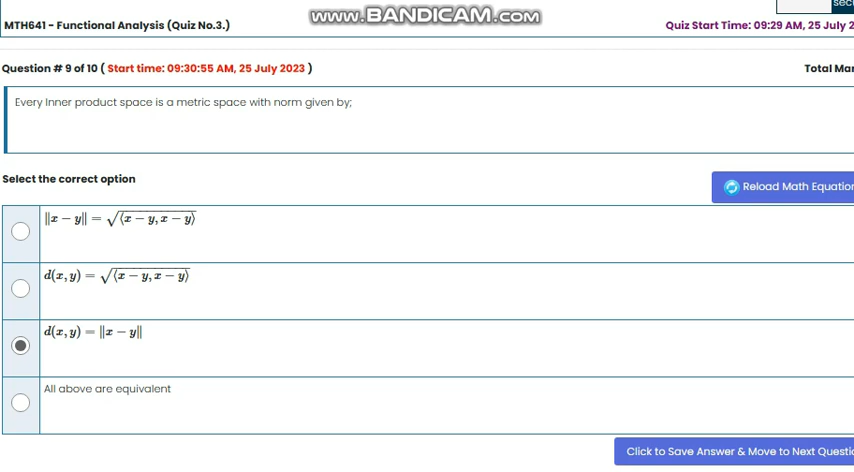 www.BANDICAM.com
MTH641 - Functional Analysis (Quiz No.3.)
Quiz Start Time: 09:29 AM, 25 July 2
Question # 9 of 10 ( Start time: 09:30:55 AM, 25 July 2023 )
Total Mar
Every Inner product space is a metric space with norm given by;
Select the correct option
Reload Math Equation
‖x − y‖ = √⟨x − y, x − y⟩
d(x, y) = √⟨x − y, x − y⟩
d(x, y) = ‖x − y‖
All above are equivalent
Click to Save Answer & Move to Next Questio